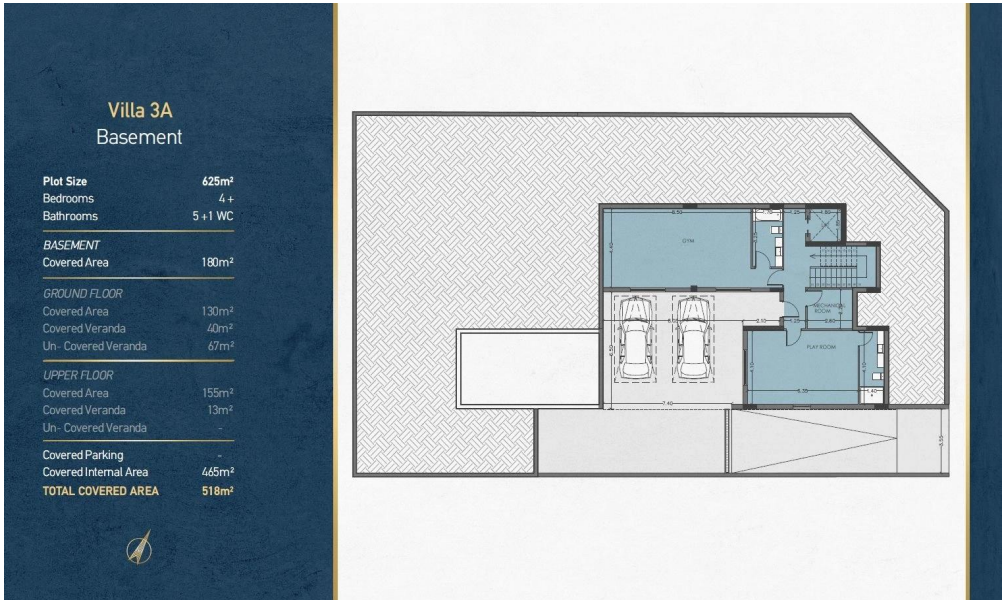 Villa 3A
Basement
Plot Size 625m²
Bedrooms 4 +
Bathrooms 5 +1 WC
BASEMENT
Covered Area 180m²
GROUND FLOOR
Covered Area 130m²
Covered Veranda 40m²
Un- Covered Veranda 67m²
UPPER FLOOR
Covered Area 155m²
Covered Veranda 13m²
Un- Covered Veranda -
Covered Parking -
Covered Internal Area 465m²
TOTAL COVERED AREA 518m²
GYM
MECHANICAL
ROOM
PLAY ROOM
7.40